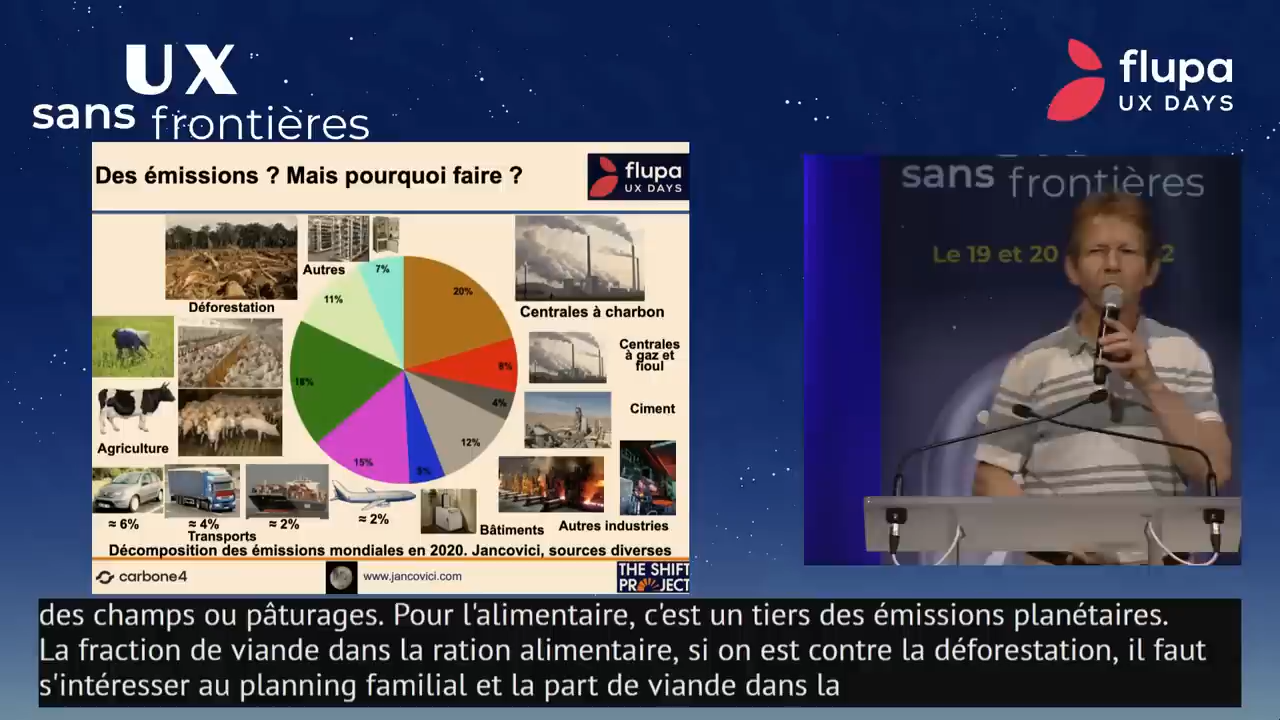 UX
sans frontières
flupa
UX DAYS
Des émissions ? Mais pourquoi faire ?
flupa
UX DAYS
Autres
Déforestation
7%
11%
20%
Centrales à charbon
Centrales
à gaz et
fioul
4%
Ciment
12%
Agriculture
15%
≈ 6%
≈ 4%
≈ 2%
≈ 2%
Transports
Bâtiments
Autres industries
Décomposition des émissions mondiales en 2020. Jancovici, sources diverses
carbone4
www.jancovici.com
THE SHIFT
PROJECT
sans frontières
Le 19 et 20
2
des champs ou pâturages. Pour l'alimentaire, c'est un tiers des émissions planétaires.
La fraction de viande dans la ration alimentaire, si on est contre la déforestation, il faut
s'intéresser au planning familial et la part de viande dans la